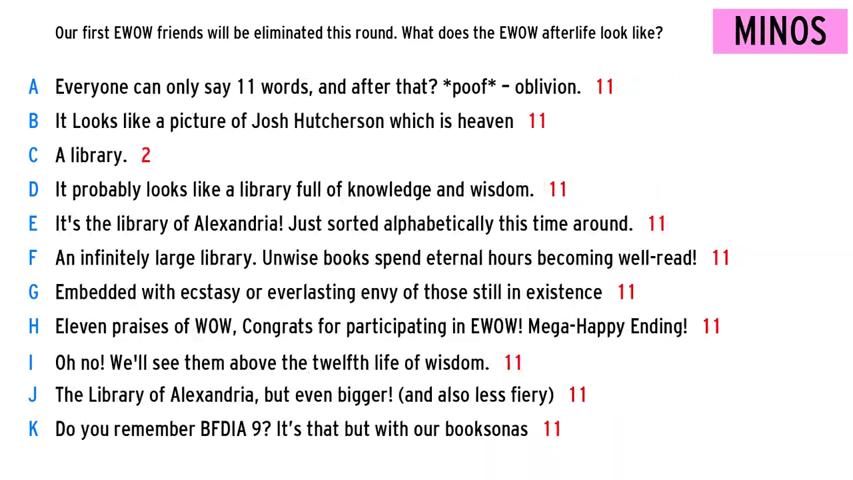 Our first EWOW friends will be eliminated this round. What does the EWOW afterlife look like?
MINOS
A Everyone can only say 11 words, and after that? *poof* – oblivion. 11
B It Looks like a picture of Josh Hutcherson which is heaven 11
C A library. 2
D It probably looks like a library full of knowledge and wisdom. 11
E It's the library of Alexandria! Just sorted alphabetically this time around. 11
F An infinitely large library. Unwise books spend eternal hours becoming well-read! 11
G Embedded with ecstasy or everlasting envy of those still in existence 11
H Eleven praises of WOW, Congrats for participating in EWOW! Mega-Happy Ending! 11
I Oh no! We'll see them above the twelfth life of wisdom. 11
J The Library of Alexandria, but even bigger! (and also less fiery) 11
K Do you remember BFDIA 9? It’s that but with our booksonas 11